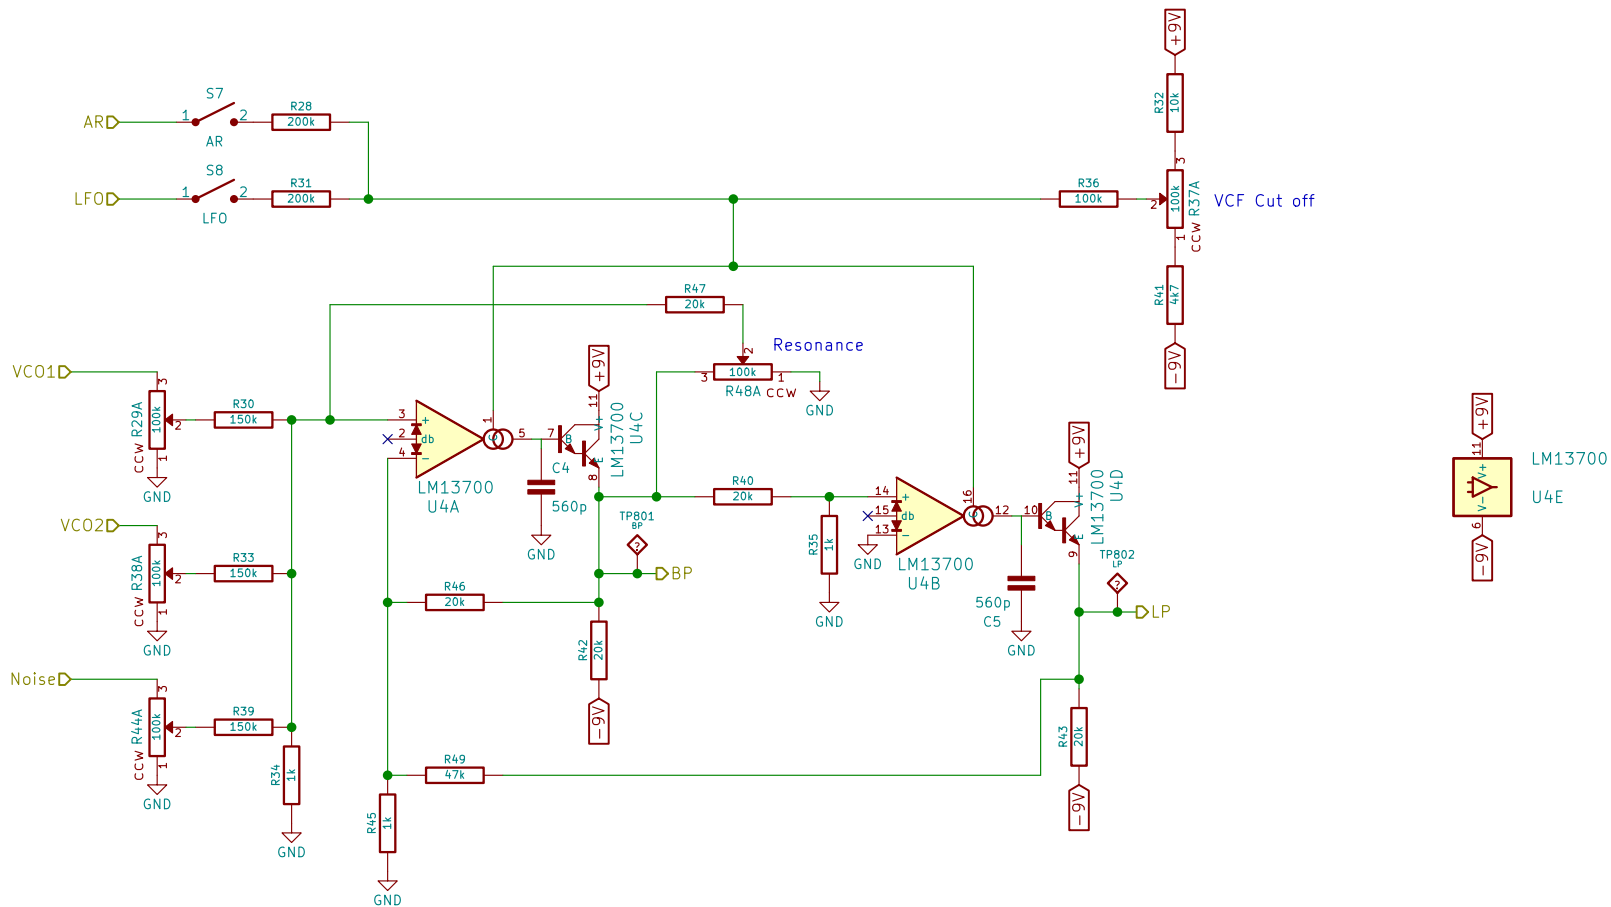 +9V
R32
10k
S7
1
2
AR
AR
R28
200k
3
100k
R37A
2
1
CCW
VCF Cut off
S8
LFO
1
2
LFO
R31
200k
R36
100k
R41
4k7
-9V
R47
20k
Resonance
2
3
100k
1
R48A
CCW
GND
VCO1
3
100k
R29A
2
CCW
1
GND
R30
150k
3
+
2
db
4
-
1
5
LM13700
U4A
+9V
11
V+
7
B
E
8
LM13700
U4C
C4
560p
GND
R40
20k
14
+
15
db
13
-
16
12
GND
LM13700
U4B
+9V
11
V+
10
B
E
9
LM13700
U4D
+9V
11
V+
V-
6
-9V
LM13700
U4E
VCO2
3
100k
R38A
2
CCW
1
GND
R33
150k
TP801
BP
?
BP
R35
1k
GND
560p
C5
GND
TP802
LP
?
LP
R46
20k
R42
20k
-9V
Noise
3
100k
R44A
2
CCW
1
GND
R39
150k
R34
1k
GND
R49
47k
R43
20k
-9V
R45
1k
GND